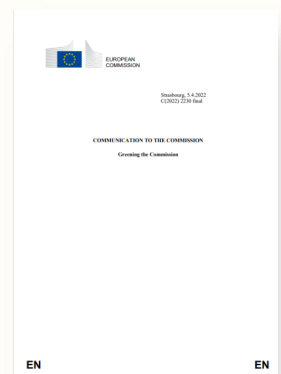 EUROPEAN
COMMISSION
Strasbourg, 5.4.2022
C(2022) 2230 final
COMMUNICATION TO THE COMMISSION
Greening the Commission
EN
EN